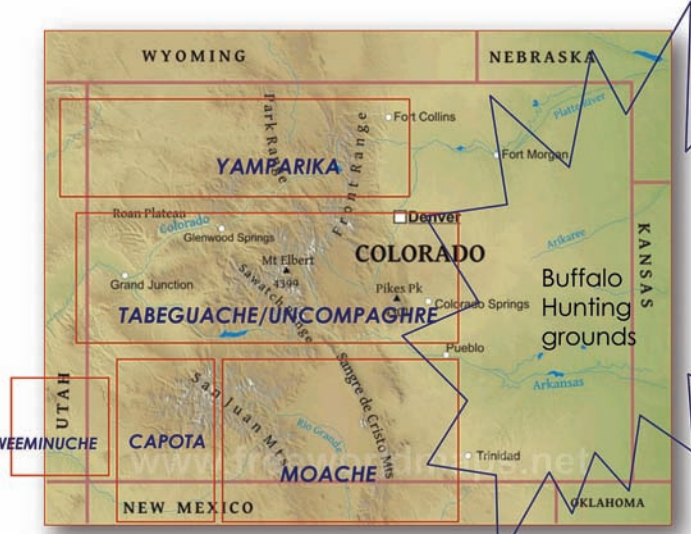 WYOMING
NEBRASKA
Park Range
Front Range
Fort Collins
Platte River
Fort Morgan
YAMPARIKA
Roan Plateau
Colorado
Glenwood Springs
Denver
COLORADO
Arikaree
KANSAS
Mt Elbert
4399
Grand Junction
Sawatch Range
Pikes Pk
Colorado Springs
Buffalo
Hunting
grounds
TABEGUACHE/UNCOMPAGHRE
Pueblo
Arkansas
UTAH
San Juan Mts
Sangre de Cristo Mts
Rio Grande
WEEMINUCHE
CAPOTA
MOACHE
Trinidad
www.freeworldmaps.net
NEW MEXICO
OKLAHOMA